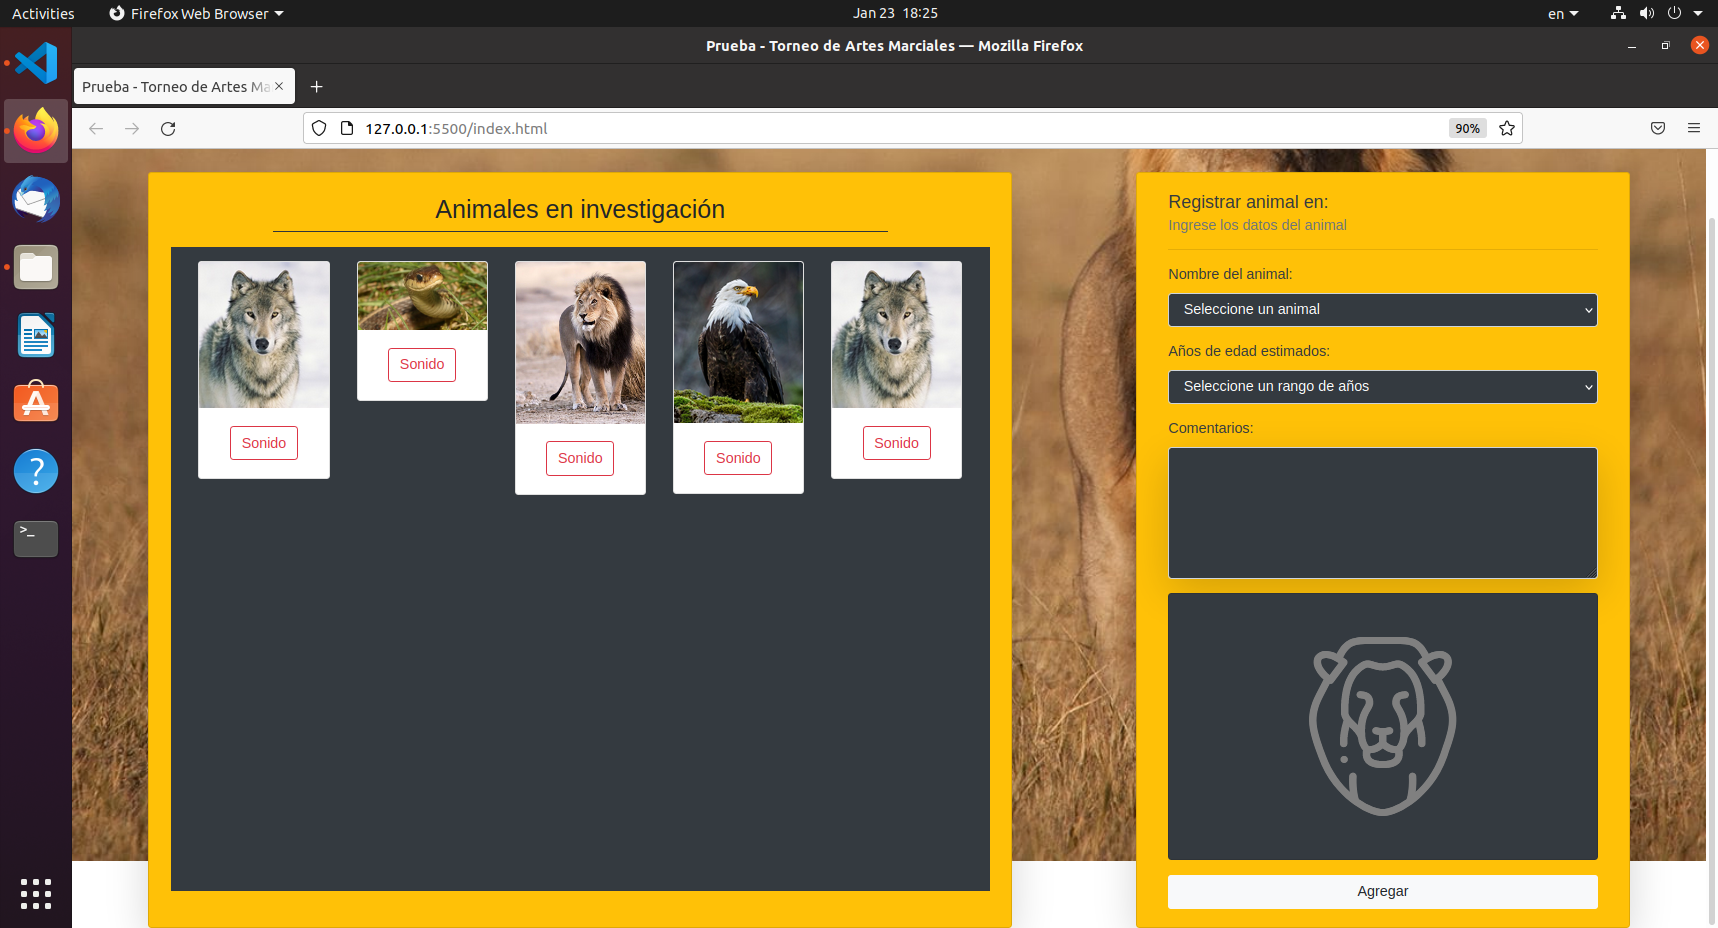 Activities
Firefox Web Browser
Jan 23 18:25
en
Prueba - Torneo de Artes Marciales — Mozilla Firefox
Prueba - Torneo de Artes Ma
127.0.0.1:5500/index.html
90%
Animales en investigación
Sonido
Sonido
Sonido
Sonido
Sonido
Registrar animal en:
Ingrese los datos del animal
Nombre del animal:
Seleccione un animal
Años de edad estimados:
Seleccione un rango de años
Comentarios:
Agregar